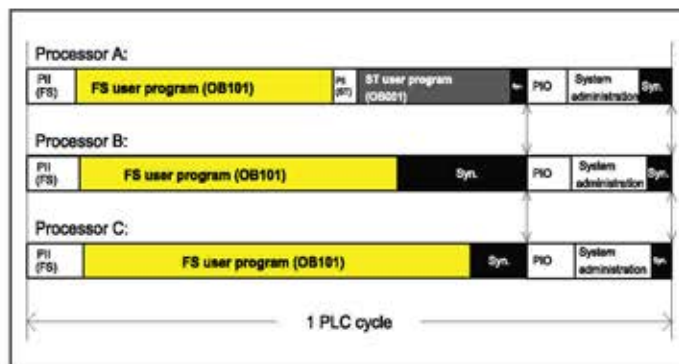 Processor A:
PII
(FS)
FS user program (OB101)
PII
(ST)
ST user program
(OB001)
PIO
System
administration
Syn.
Processor B:
PII
(FS)
FS user program (OB101)
Syn.
PIO
System
administration
Syn.
Processor C:
PII
(FS)
FS user program (OB101)
Syn.
PIO
System
administration
Syn.
1 PLC cycle